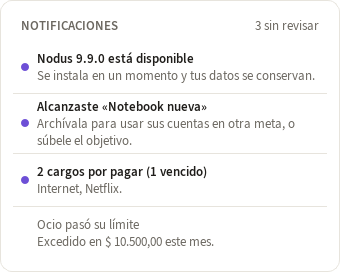 NOTIFICACIONES 3 sin revisar
Nodus 9.9.0 está disponible
Se instala en un momento y tus datos se conservan.
Alcanzaste «Notebook nueva»
Archívala para usar sus cuentas en otra meta, o
súbele el objetivo.
2 cargos por pagar (1 vencido)
Internet, Netflix.
Ocio pasó su límite
Excedido en $ 10.500,00 este mes.